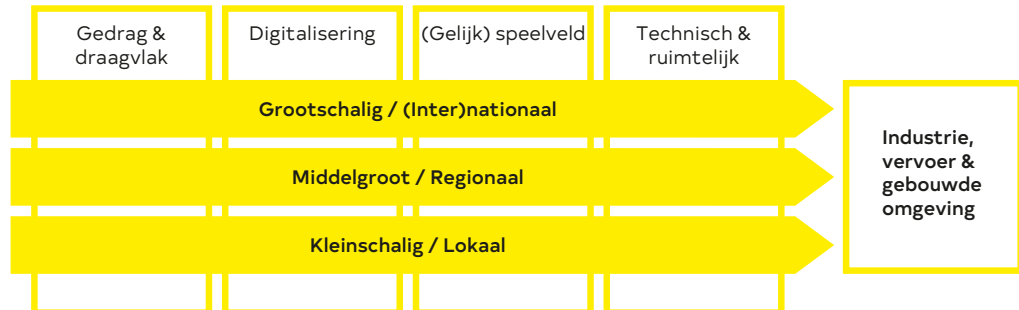 Gedrag &
draagvlak
Digitalisering
(Gelijk) speelveld
Technisch &
ruimtelijk
Grootschalig / (Inter)nationaal
Middelgroot / Regionaal
Kleinschalig / Lokaal
Industrie,
vervoer &
gebouwde
omgeving